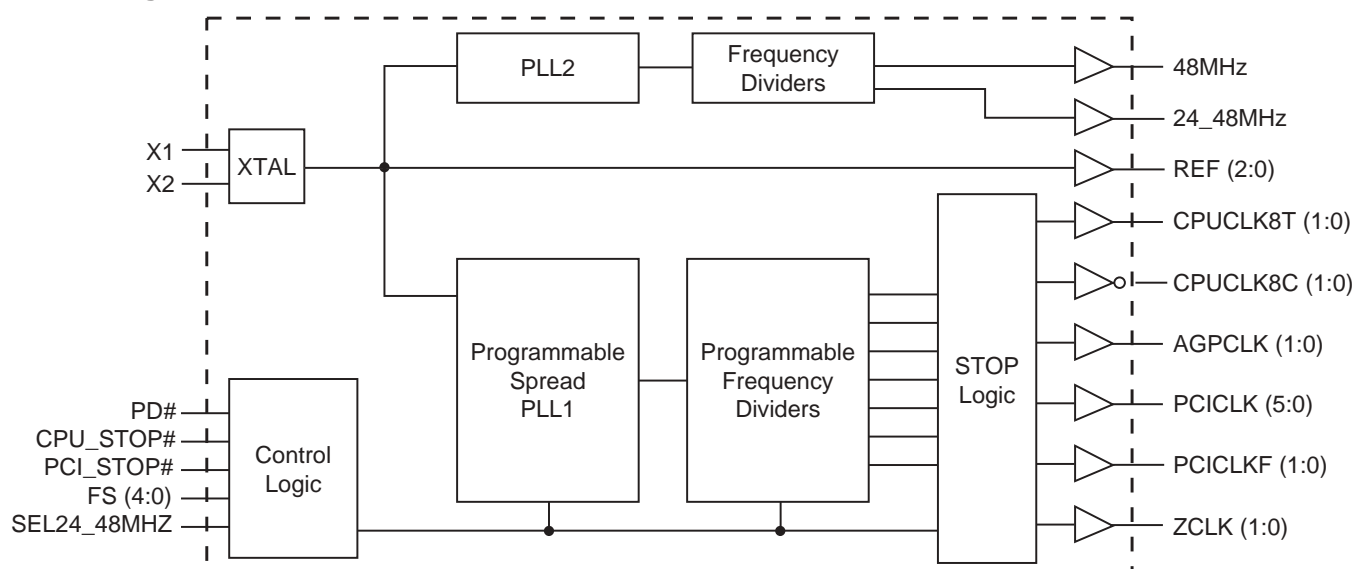 PLL2
Frequency
Dividers
48MHz
24_48MHz
X1
X2
XTAL
REF (2:0)
CPUCLK8T (1:0)
CPUCLK8C (1:0)
AGPCLK (1:0)
PCICLK (5:0)
PCICLKF (1:0)
ZCLK (1:0)
Programmable
Spread
PLL1
Programmable
Frequency
Dividers
STOP
Logic
PD#
CPU_STOP#
PCI_STOP#
FS (4:0)
SEL24_48MHZ
Control
Logic